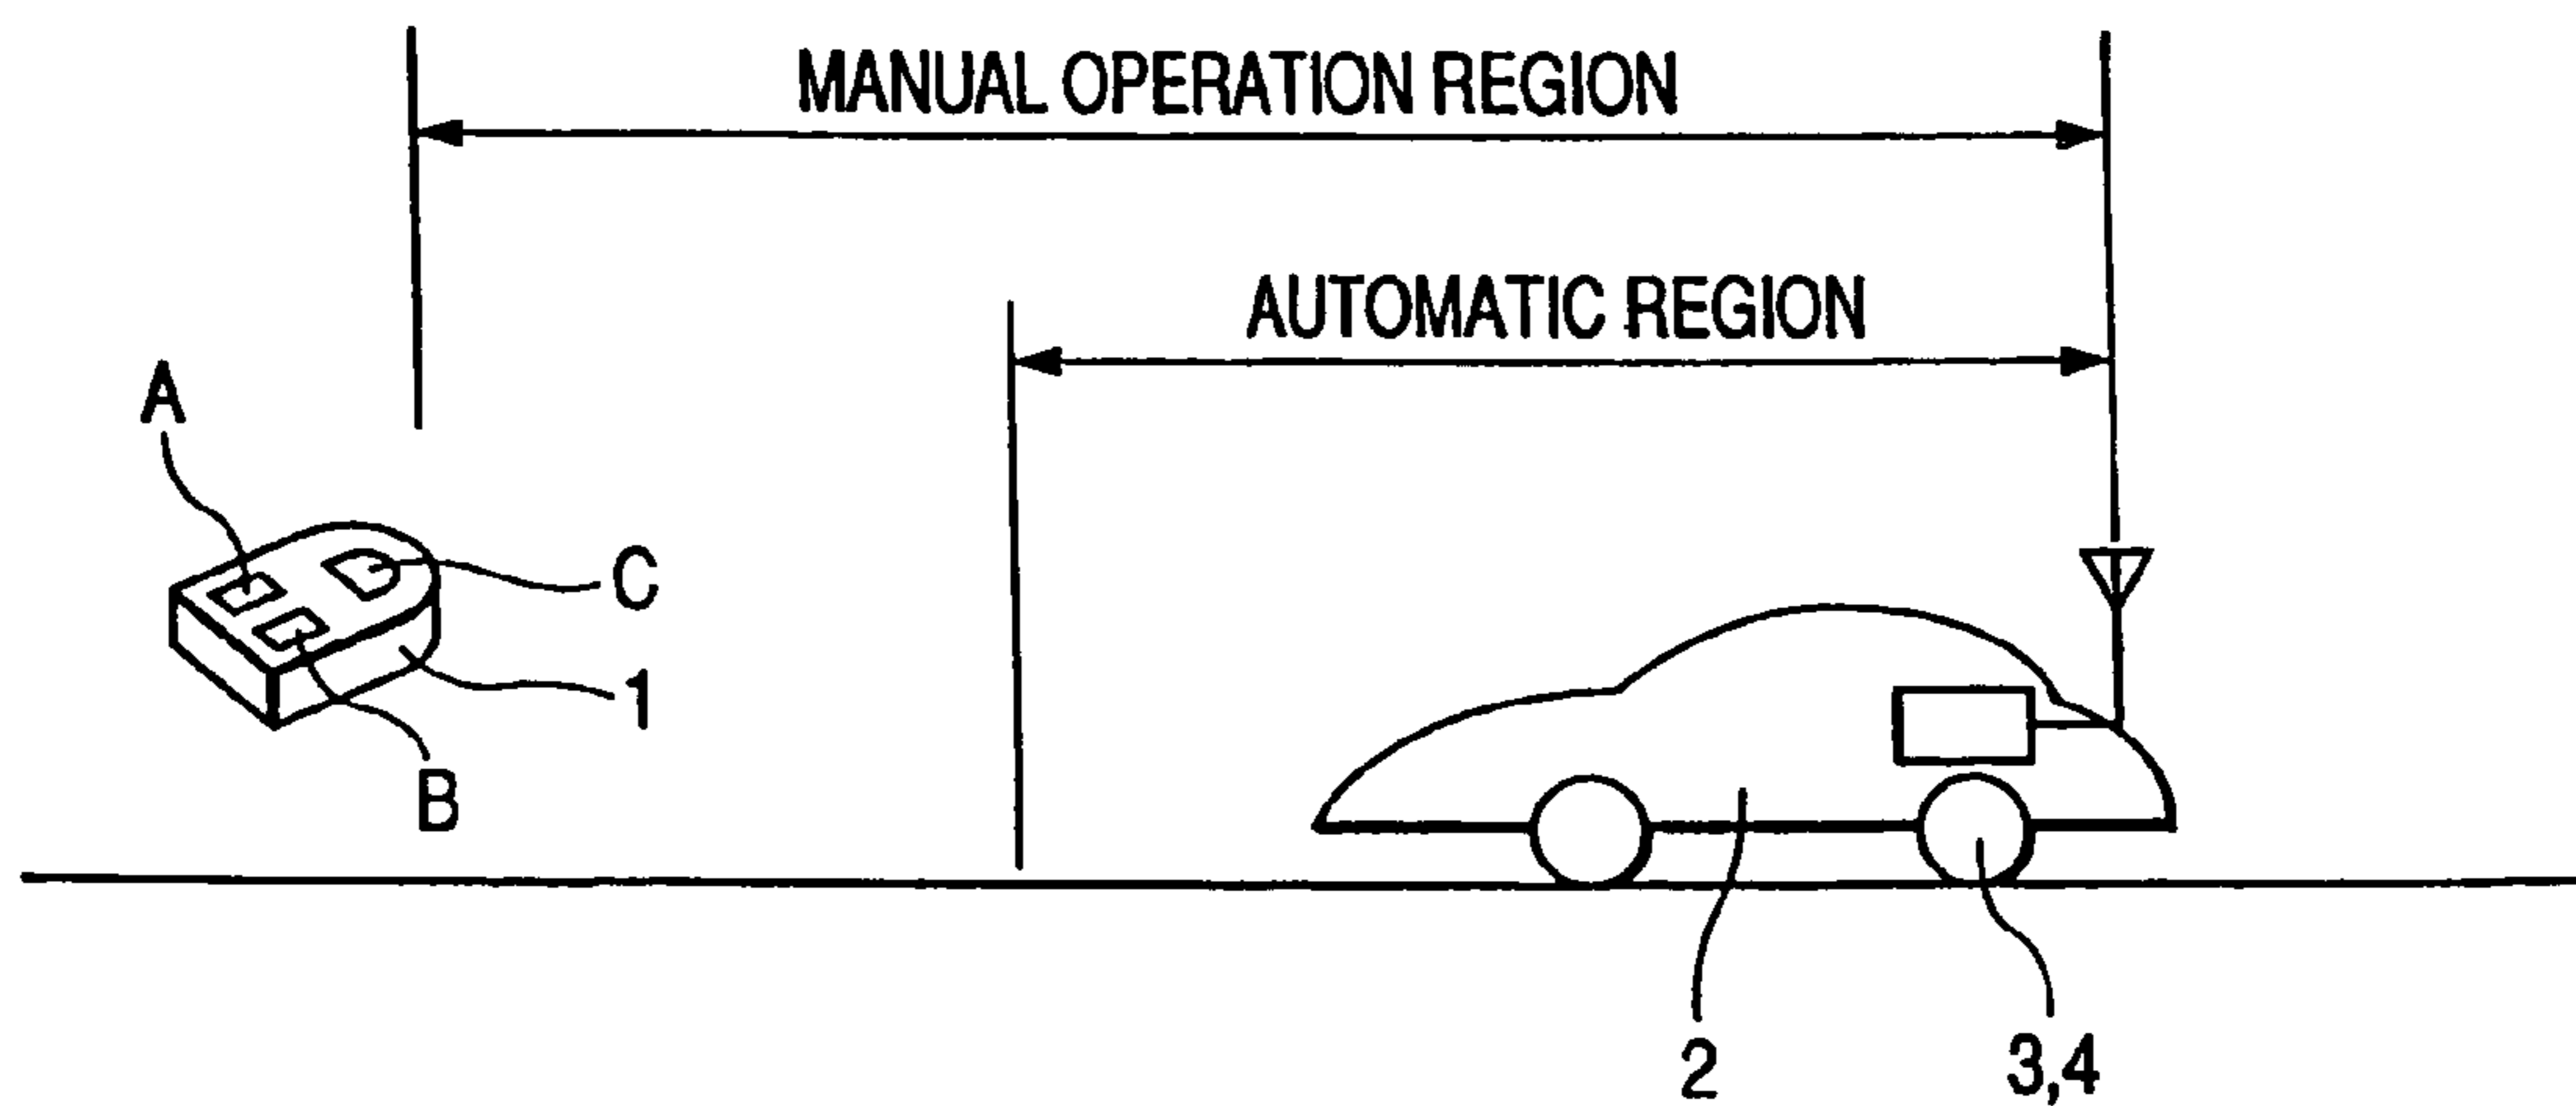 MANUAL OPERATION REGION
AUTOMATIC REGION
A
C
1
B
2
3,4